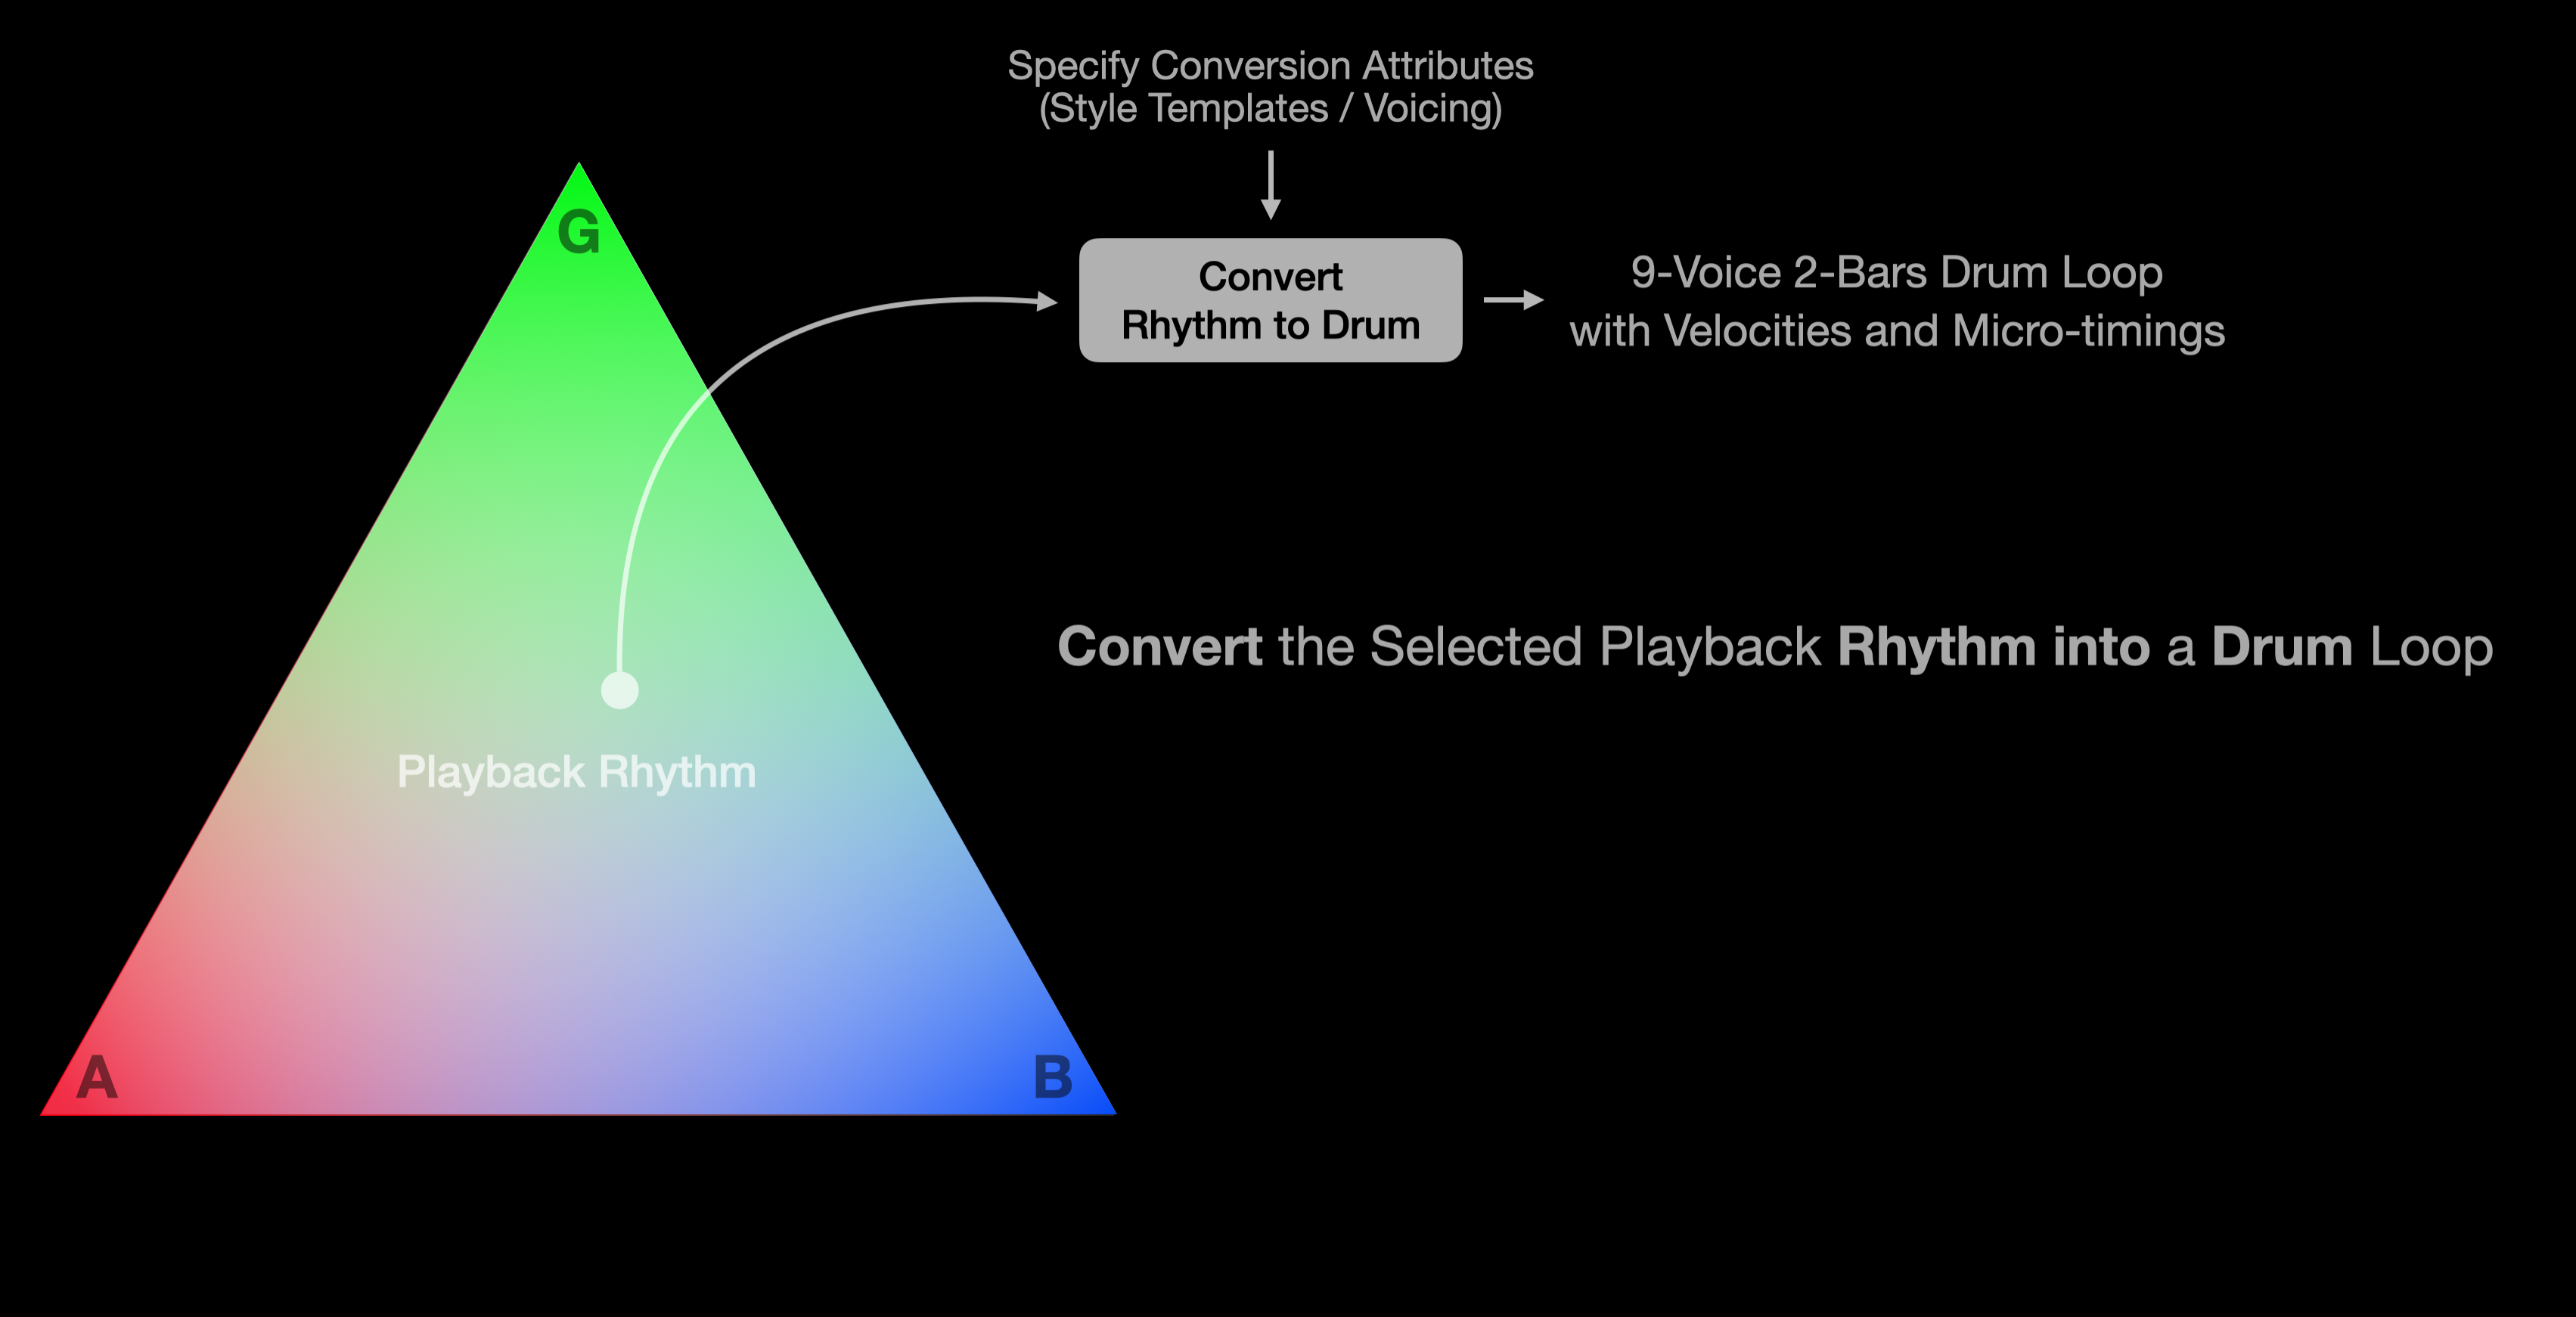 Specify Conversion Attributes
(Style Templates / Voicing)
G
Convert
Rhythm to Drum
9-Voice 2-Bars Drum Loop
with Velocities and Micro-timings
Convert the Selected Playback Rhythm into a Drum Loop
Playback Rhythm
A
B